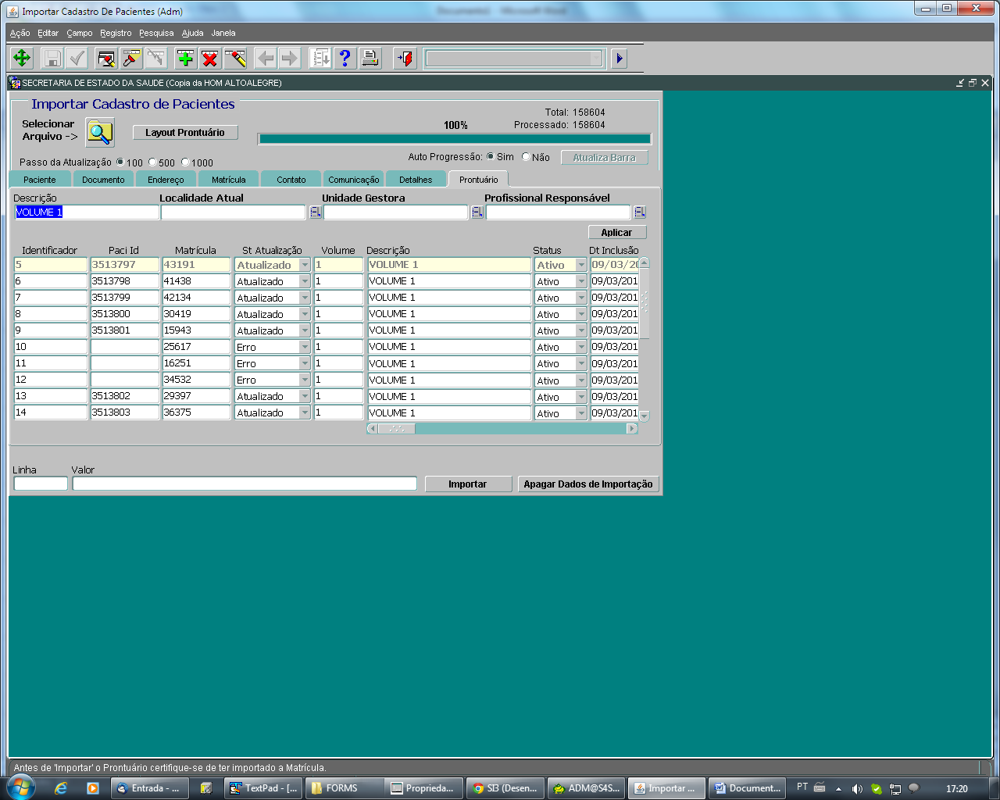 Importar Cadastro De Pacientes (Adm)
Ação Editar Campo Registro Pesquisa Ajuda Janela
SECRETARIA DE ESTADO DA SAUDE (Copia da HOM ALTOALEGRE)
Importar Cadastro de Pacientes
Total: 158604
Selecionar
Arquivo ->
Layout Prontuário
100%
Processado: 158604
Passo da Atualização 100 500 1000
Auto Progressão: Sim Não Atualiza Barra
Paciente Documento Endereço Matrícula Contato Comunicação Detalhes Prontuário
Descrição Localidade Atual Unidade Gestora Profissional Responsável
VOLUME 1
Aplicar
Identificador Paci Id Matrícula St Atualização Volume Descrição Status Dt Inclusão
5 3513797 43191 Atualizado 1 VOLUME 1 Ativo 09/03/20
6 3513798 41438 Atualizado 1 VOLUME 1 Ativo 09/03/201
7 3513799 42134 Atualizado 1 VOLUME 1 Ativo 09/03/201
8 3513800 30419 Atualizado 1 VOLUME 1 Ativo 09/03/201
9 3513801 15943 Atualizado 1 VOLUME 1 Ativo 09/03/201
10 25617 Erro 1 VOLUME 1 Ativo 09/03/201
11 16251 Erro 1 VOLUME 1 Ativo 09/03/201
12 34532 Erro 1 VOLUME 1 Ativo 09/03/201
13 3513802 29397 Atualizado 1 VOLUME 1 Ativo 09/03/201
14 3513803 36375 Atualizado 1 VOLUME 1 Ativo 09/03/201
Linha Valor
Importar Apagar Dados de Importação
Antes de 'Importar' o Prontuário certifique-se de ter importado a Matrícula.
Entrada - ... TextPad - [... FORMS Proprieda... SI3 (Desen... ADM@S4S... Importar ... Document... PT 17:20